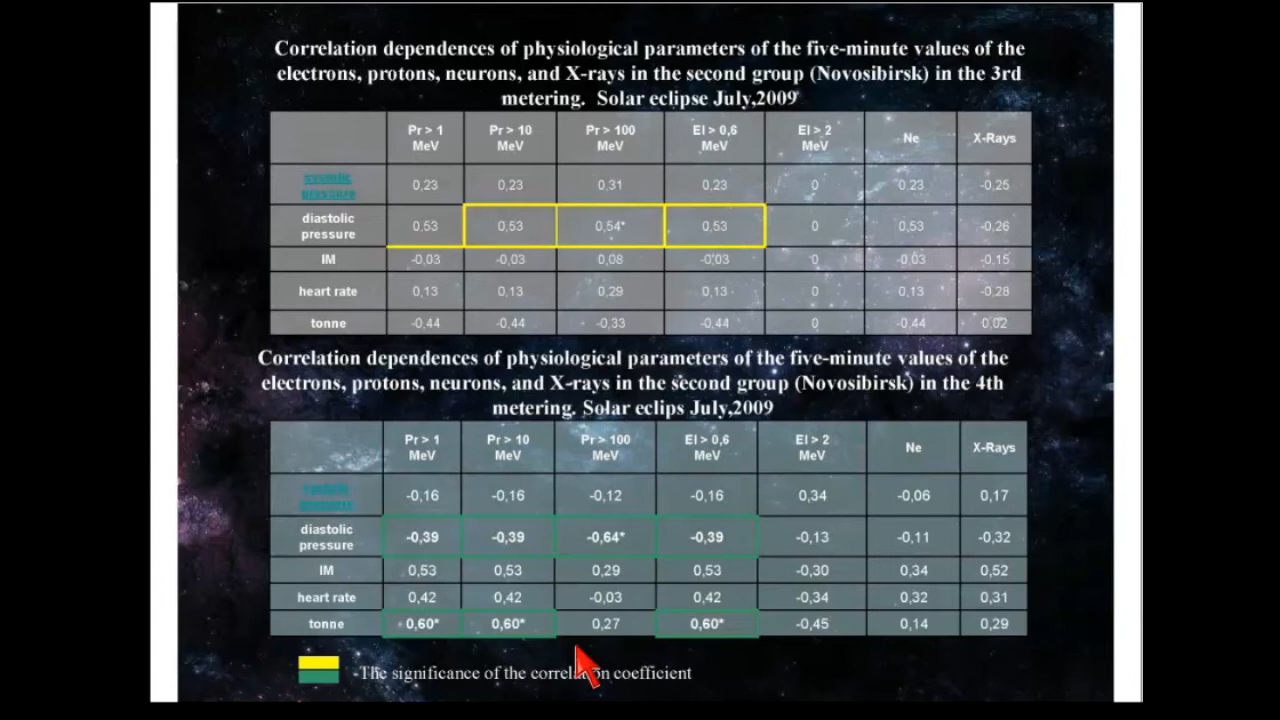 Correlation dependences of physiological parameters of the five-minute values of the
electrons, protons, neurons, and X-rays in the second group (Novosibirsk) in the 3rd
metering. Solar eclipse July,2009
Pr > 1 MeV Pr > 10 MeV Pr > 100 MeV El > 0,6 MeV El > 2 MeV Ne X-Rays
pressure 0,23 0,23 0,31 0,23 0 0,23 -0,25
diastolic pressure 0,53 0,53 0,54* 0,53 0 0,53 -0,26
IM -0,03 -0,03 0,08 -0,03 0 -0,03 -0,15
heart rate 0,13 0,13 0,29 0,13 0 0,13 -0,28
tonne -0,44 -0,44 -0,33 -0,44 0 -0,44 0,02
Correlation dependences of physiological parameters of the five-minute values of the
electrons, protons, neurons, and X-rays in the second group (Novosibirsk) in the 4th
metering. Solar eclips July,2009
Pr > 1 MeV Pr > 10 MeV Pr > 100 MeV El > 0,6 MeV El > 2 MeV Ne X-Rays
-0,16 -0,16 -0,12 -0,16 0,34 -0,06 0,17
diastolic pressure -0,39 -0,39 -0,64* -0,39 -0,13 -0,11 -0,32
IM 0,53 0,53 0,29 0,53 -0,30 0,34 0,52
heart rate 0,42 0,42 -0,03 0,42 -0,34 0,32 0,31
tonne 0,60* 0,60* 0,27 0,60* -0,45 0,14 0,29
-The significance of the correlation coefficient